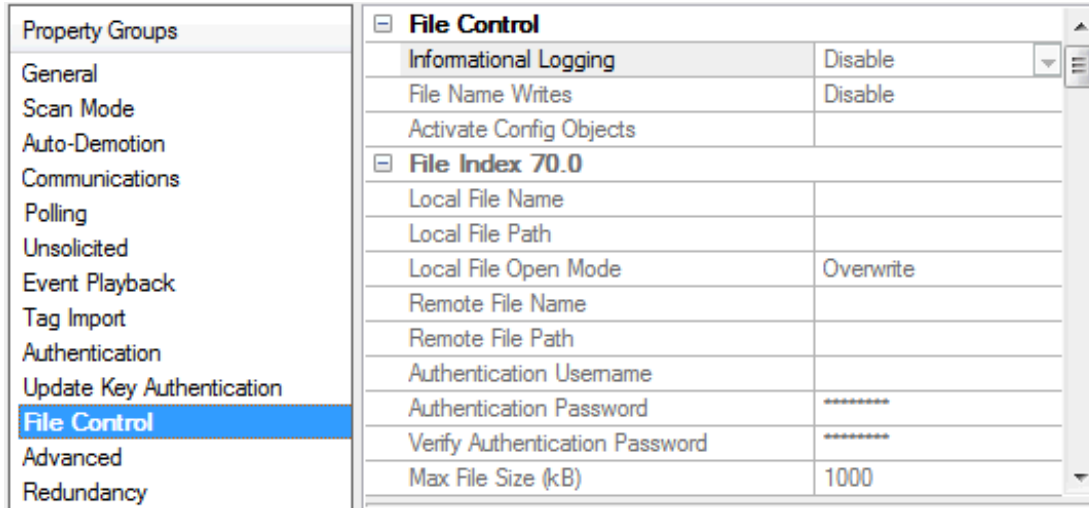 Property Groups
General
Scan Mode
Auto-Demotion
Communications
Polling
Unsolicited
Event Playback
Tag Import
Authentication
Update Key Authentication
File Control
Advanced
Redundancy
File Control
Informational Logging Disable
File Name Writes Disable
Activate Config Objects
File Index 70.0
Local File Name
Local File Path
Local File Open Mode Overwrite
Remote File Name
Remote File Path
Authentication Username
Authentication Password ********
Verify Authentication Password ********
Max File Size (kB) 1000